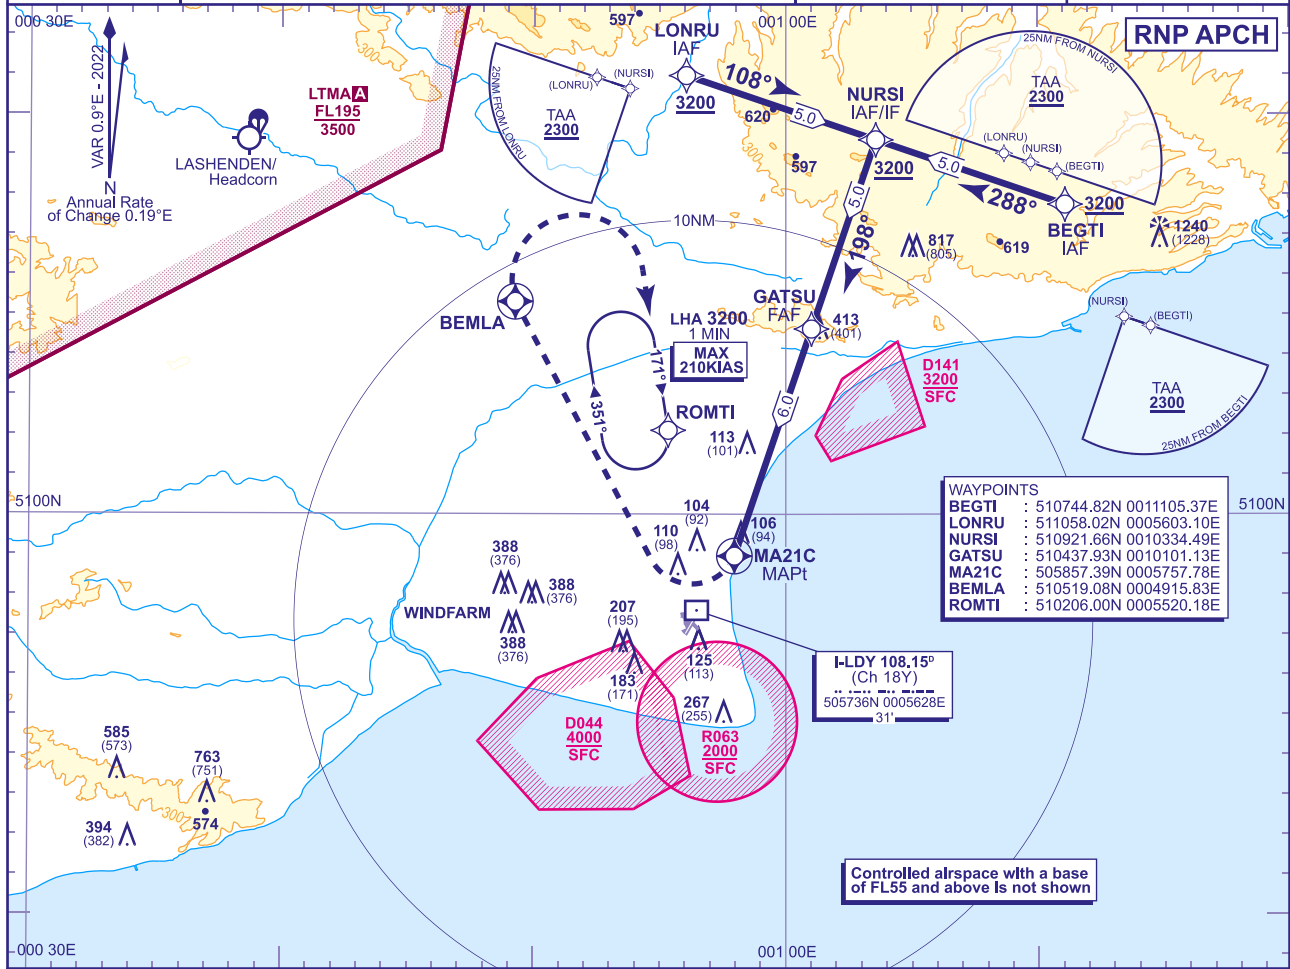 000 30E
001 00E
RNP APCH
VAR 0.9°E - 2022
N
Annual Rate
of Change 0.19°E
LASHENDEN/
Headcorn
LTMA A
FL195
3500
597
LONRU
IAF
3200
108°
5.0
620
597
NURSI
IAF/IF
3200
5.0
288°
3200
BEGTI
IAF
25NM FROM LONRU
(LONRU)
(NURSI)
TAA
2300
25NM FROM NURSI
TAA
2300
(LONRU)
(NURSI)
(BEGTI)
1240
(1228)
10NM
5.0
198°
817
(805)
619
BEMLA
GATSU
FAF
413
(401)
LHA 3200
1 MIN
MAX
210KIAS
171°
351°
ROMTI
6.0
D141
3200
SFC
(NURSI)
(BEGTI)
TAA
2300
25NM FROM BEGTI
113
(101)
5100N
5100N
WAYPOINTS
BEGTI : 510744.82N 0011105.37E
LONRU : 511058.02N 0005603.10E
NURSI : 510921.66N 0010334.49E
GATSU : 510437.93N 0010101.13E
MA21C : 505857.39N 0005757.78E
BEMLA : 510519.08N 0004915.83E
ROMTI : 510206.00N 0005520.18E
104
(92)
110
(98)
106
(94)
MA21C
MAPt
388
(376)
388
(376)
WINDFARM
388
(376)
207
(195)
183
(171)
125
(113)
267
(255)
I-LDY 108.15D
(Ch 18Y)
505736N 0005628E
31'
D044
4000
SFC
R063
2000
SFC
585
(573)
763
(751)
300
574
394
(382)
Controlled airspace with a base
of FL55 and above is not shown
000 30E
001 00E